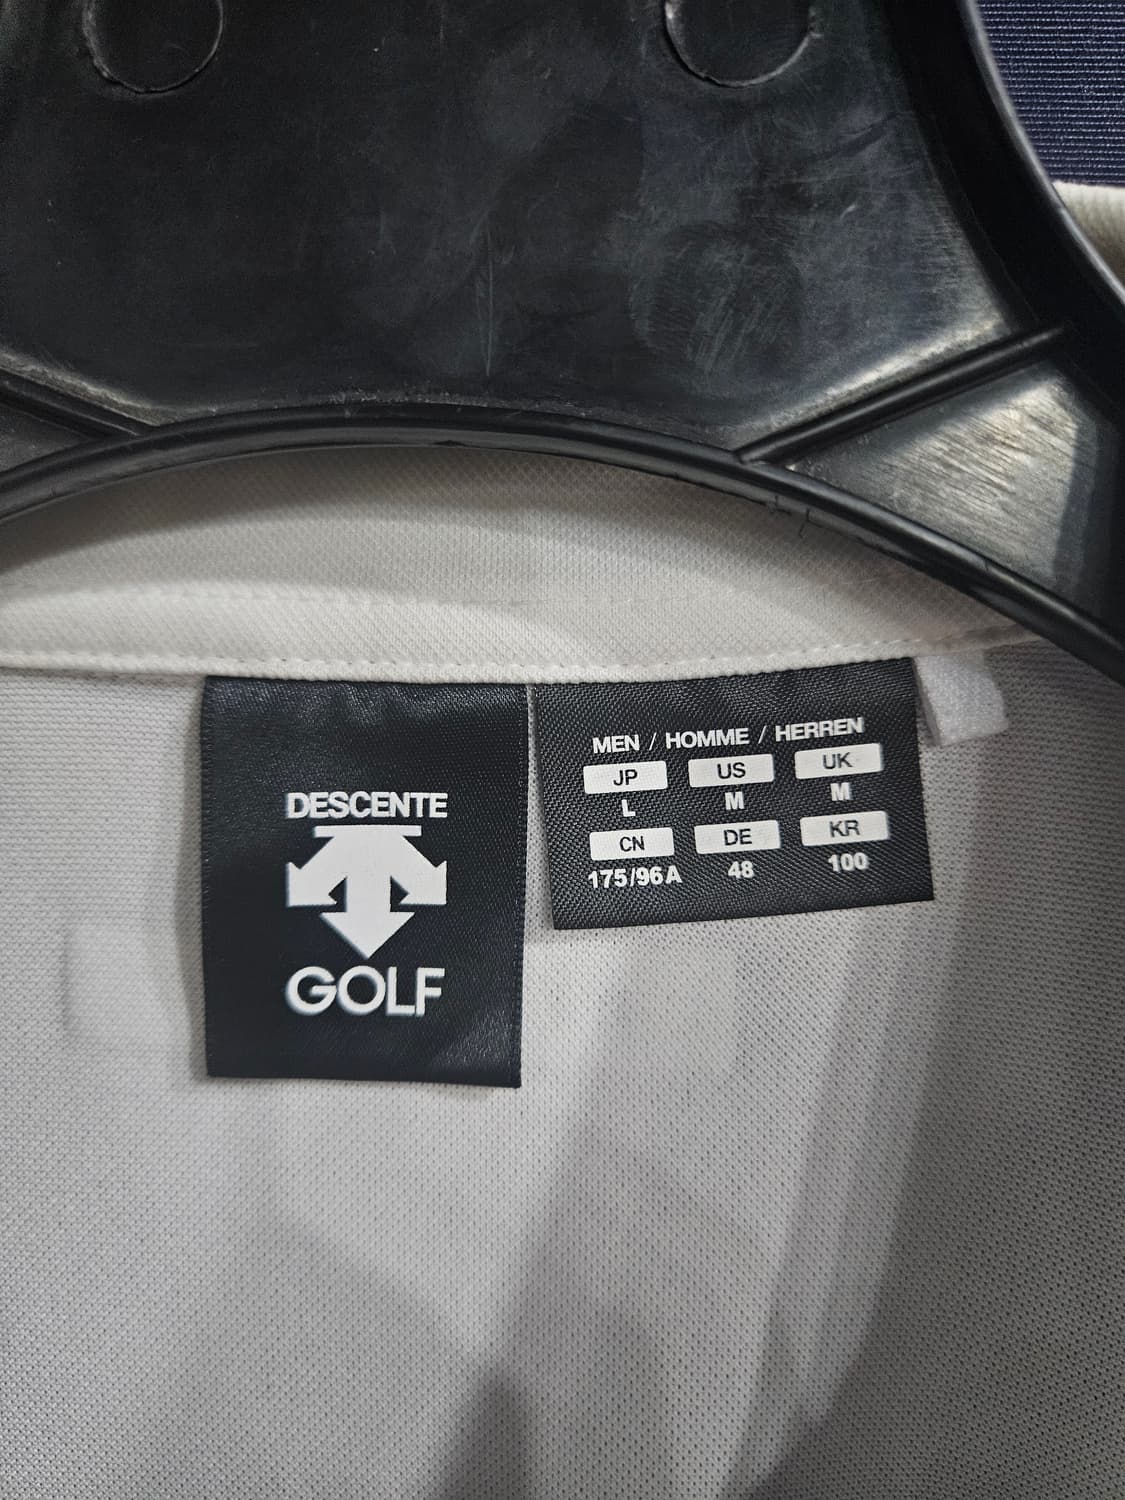 DESCENTE
GOLF
MEN / HOMME / HERREN
JP US UK
L M M
CN DE KR
175/96A 48 100